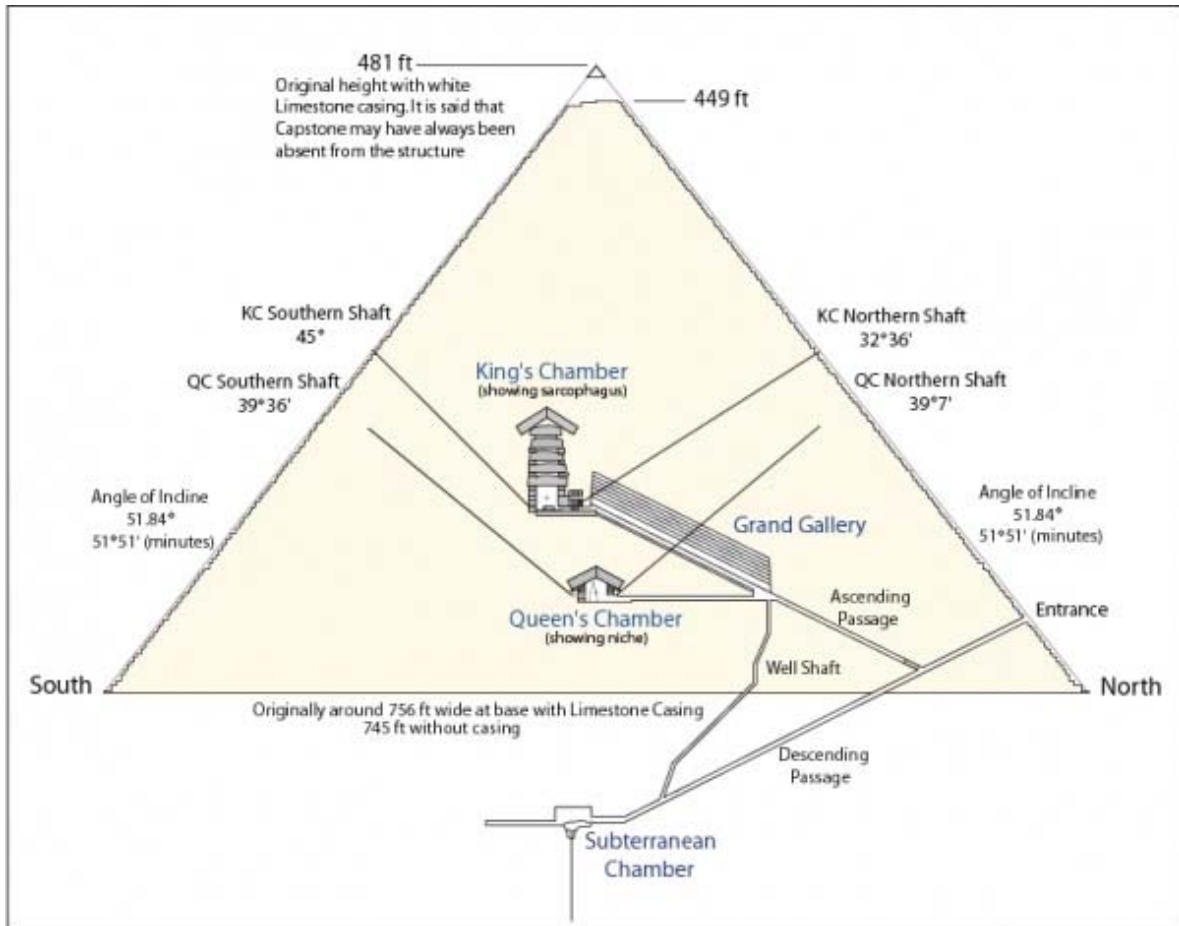 481 ft
Original height with white
Limestone casing. It is said that
Capstone may have always been
absent from the structure
449 ft
KC Southern Shaft
45°
KC Northern Shaft
32°36'
King's Chamber
(showing sarcophagus)
QC Southern Shaft
39°36'
QC Northern Shaft
39°7'
Angle of Incline
51.84°
51°51' (minutes)
Grand Gallery
Angle of Incline
51.84°
51°51' (minutes)
Queen's Chamber
(showing niche)
Ascending
Passage
Entrance
Well Shaft
South
North
Originally around 756 ft wide at base with Limestone Casing
745 ft without casing
Descending
Passage
Subterranean
Chamber